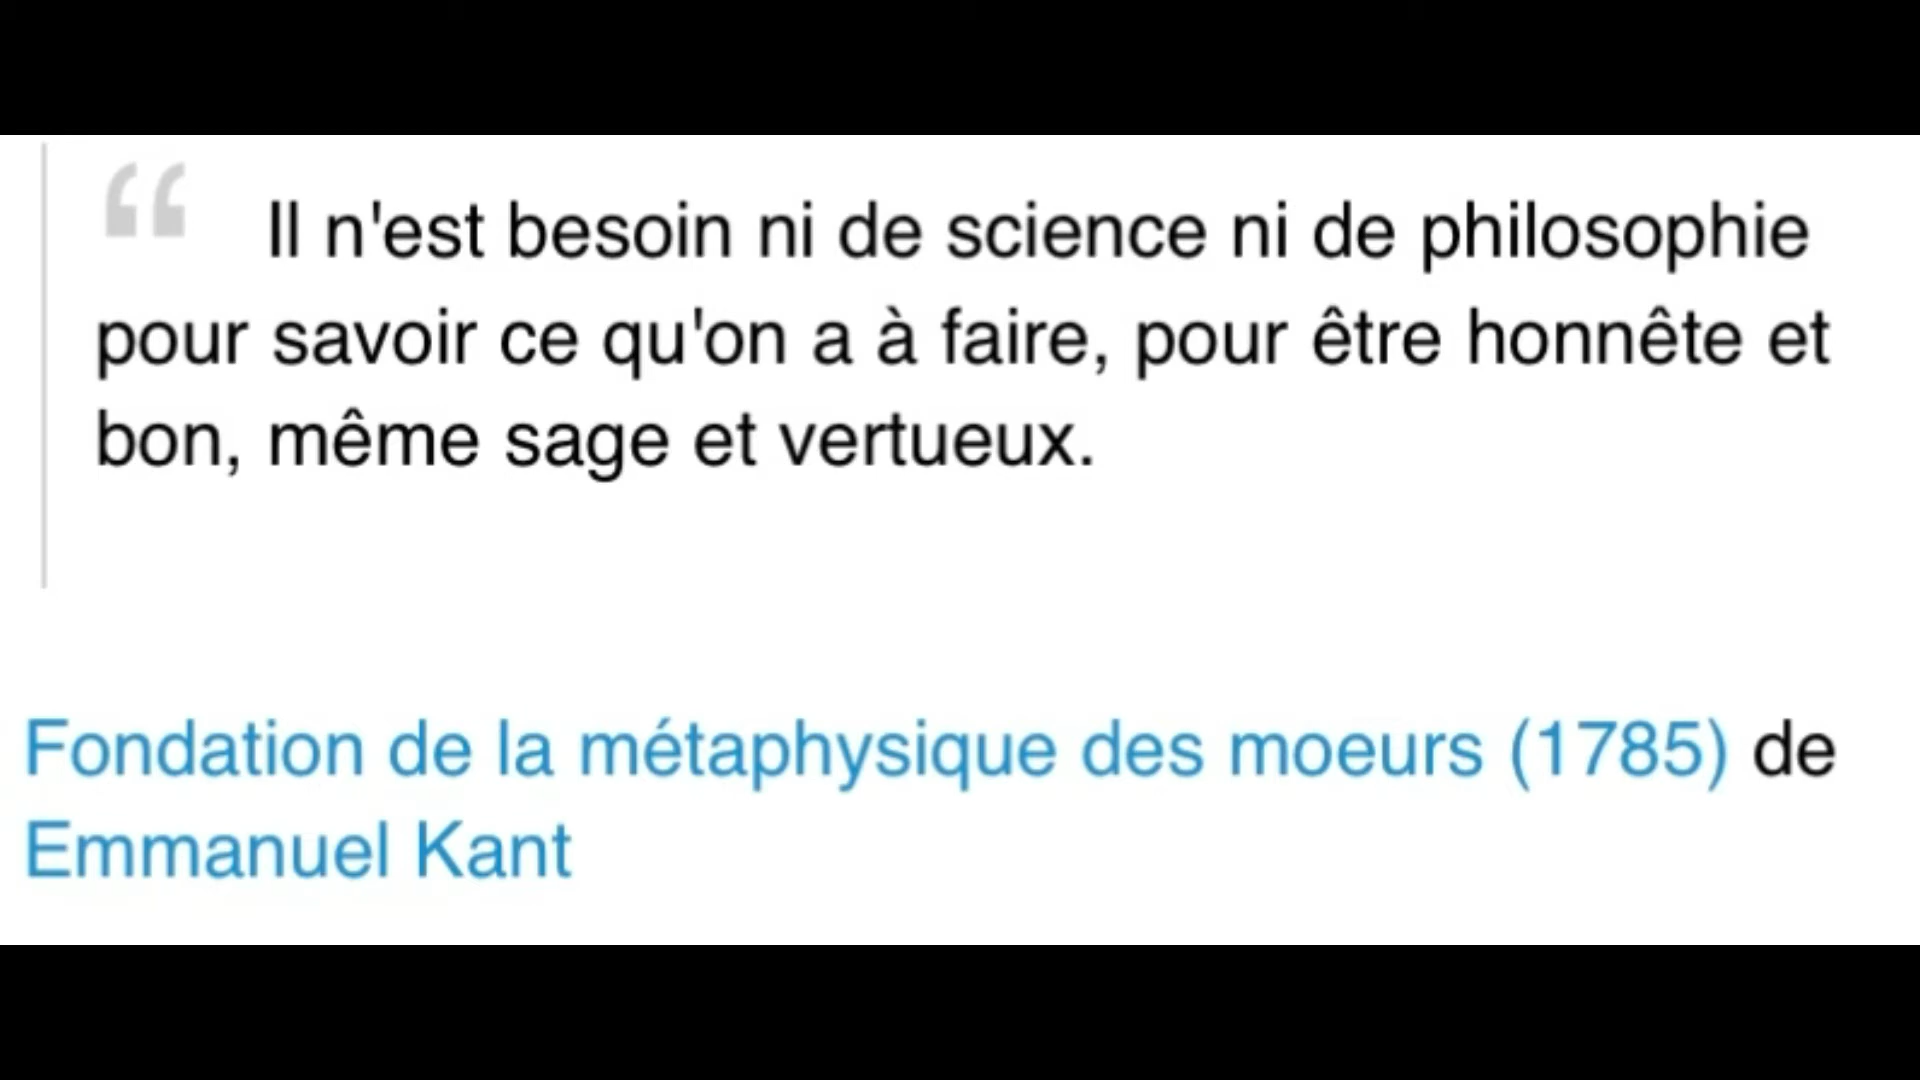 “ Il n'est besoin ni de science ni de philosophie
pour savoir ce qu'on a à faire, pour être honnête et
bon, même sage et vertueux.
Fondation de la métaphysique des moeurs (1785) de
Emmanuel Kant